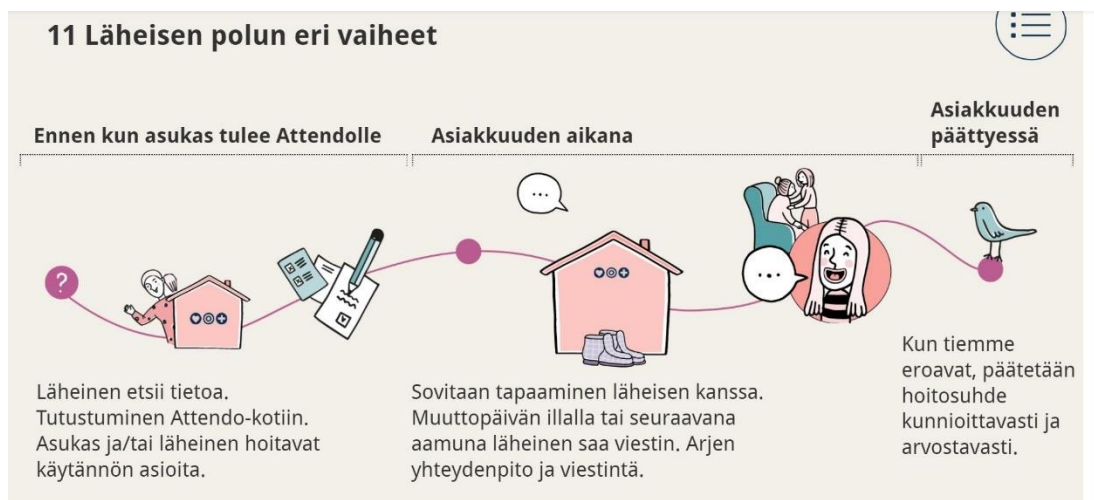 11 Läheisen polun eri vaiheet
Ennen kun asukas tulee Attendolle
Asiakkuuden aikana
Asiakkuuden
päättyessä
?
...
...
Läheinen etsii tietoa.
Tutustuminen Attendo-kotiin.
Asukas ja/tai läheinen hoitavat
käytännön asioita.
Sovitaan tapaaminen läheisen kanssa.
Muuttopäivän illalla tai seuraavana
aamuna läheinen saa viestin. Arjen
yhteydenpito ja viestintä.
Kun tiemme
eroavat, päätetään
hoitosuhde
kunnioittavasti ja
arvostavasti.